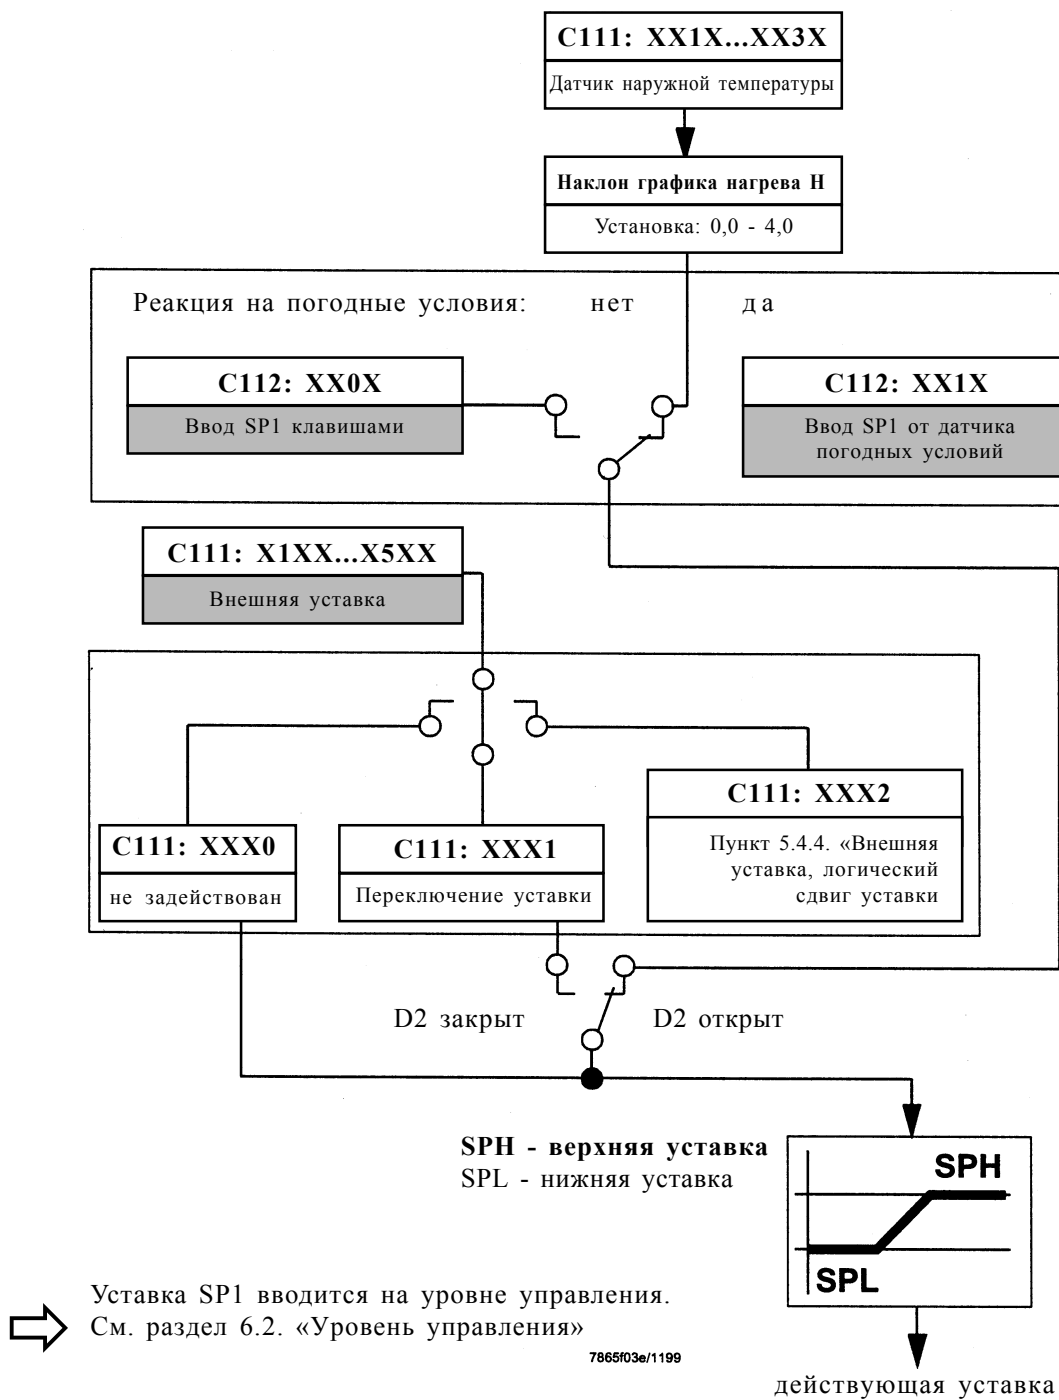 C111: XX1X...XX3X
Датчик наружной температуры
Наклон графика нагрева H
Установка: 0,0 - 4,0
Реакция на погодные условия: нет да
C112: XX0X
Ввод SP1 клавишами
C112: XX1X
Ввод SP1 от датчика
погодных условий
C111: X1XX...X5XX
Внешняя уставка
C111: XXX0
не задействован
C111: XXX1
Переключение уставки
C111: XXX2
Пункт 5.4.4. «Внешняя
уставка, логический
сдвиг уставки
D2 закрыт
D2 открыт
SPH - верхняя уставка
SPL - нижняя уставка
SPH
SPL
Уставка SP1 вводится на уровне управления.
См. раздел 6.2. «Уровень управления»
7865f03e/1199
действующая уставка